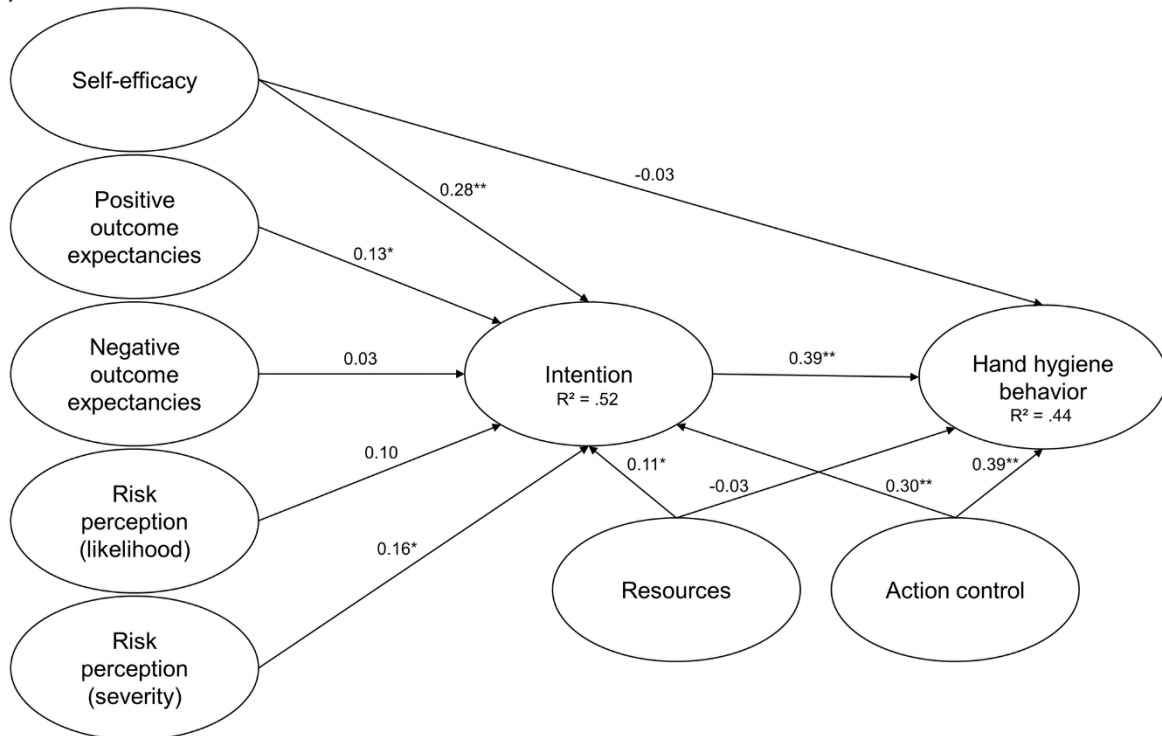 )
Self-efficacy
-0.03
0.28**
Positive
outcome
expectancies
0.13*
Negative
outcome
expectancies
0.03
Intention
R² = .52
0.39**
Hand hygiene
behavior
R² = .44
Risk
perception
(likelihood)
0.10
0.11*
-0.03
0.30**
0.39**
Risk
perception
(severity)
0.16*
Resources
Action control